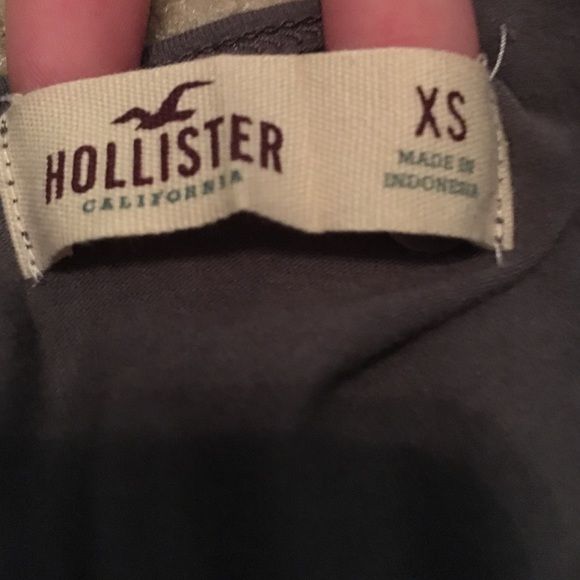 HOLLISTER
CALIFORNIA
XS
MADE IN
INDONESIA